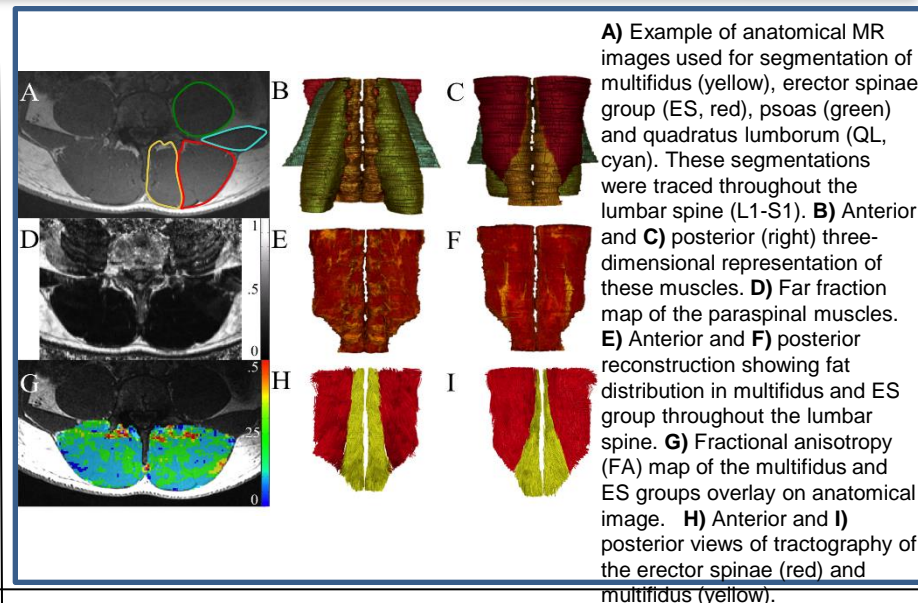 A
B
C
D
1
.5
0
E
F
G
.5
.25
0
H
I
A) Example of anatomical MR
images used for segmentation of
multifidus (yellow), erector spinae
group (ES, red), psoas (green)
and quadratus lumborum (QL,
cyan). These segmentations
were traced throughout the
lumbar spine (L1-S1). B) Anterior
and C) posterior (right) three-
dimensional representation of
these muscles. D) Far fraction
map of the paraspinal muscles.
E) Anterior and F) posterior
reconstruction showing fat
distribution in multifidus and ES
group throughout the lumbar
spine. G) Fractional anisotropy
(FA) map of the multifidus and
ES groups overlay on anatomical
image. H) Anterior and I)
posterior views of tractography of
the erector spinae (red) and
multifidus (yellow).